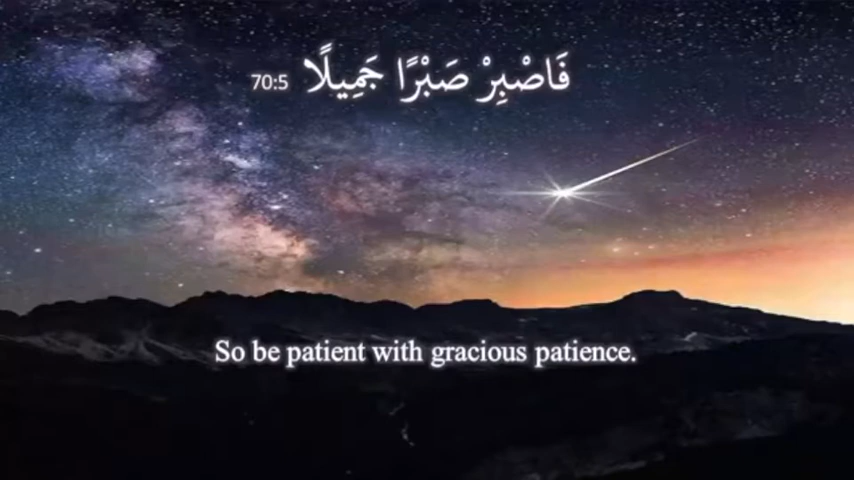 فَاصْبِرْ صَبْرًا جَمِيلًا 70:5
So be patient with gracious patience.